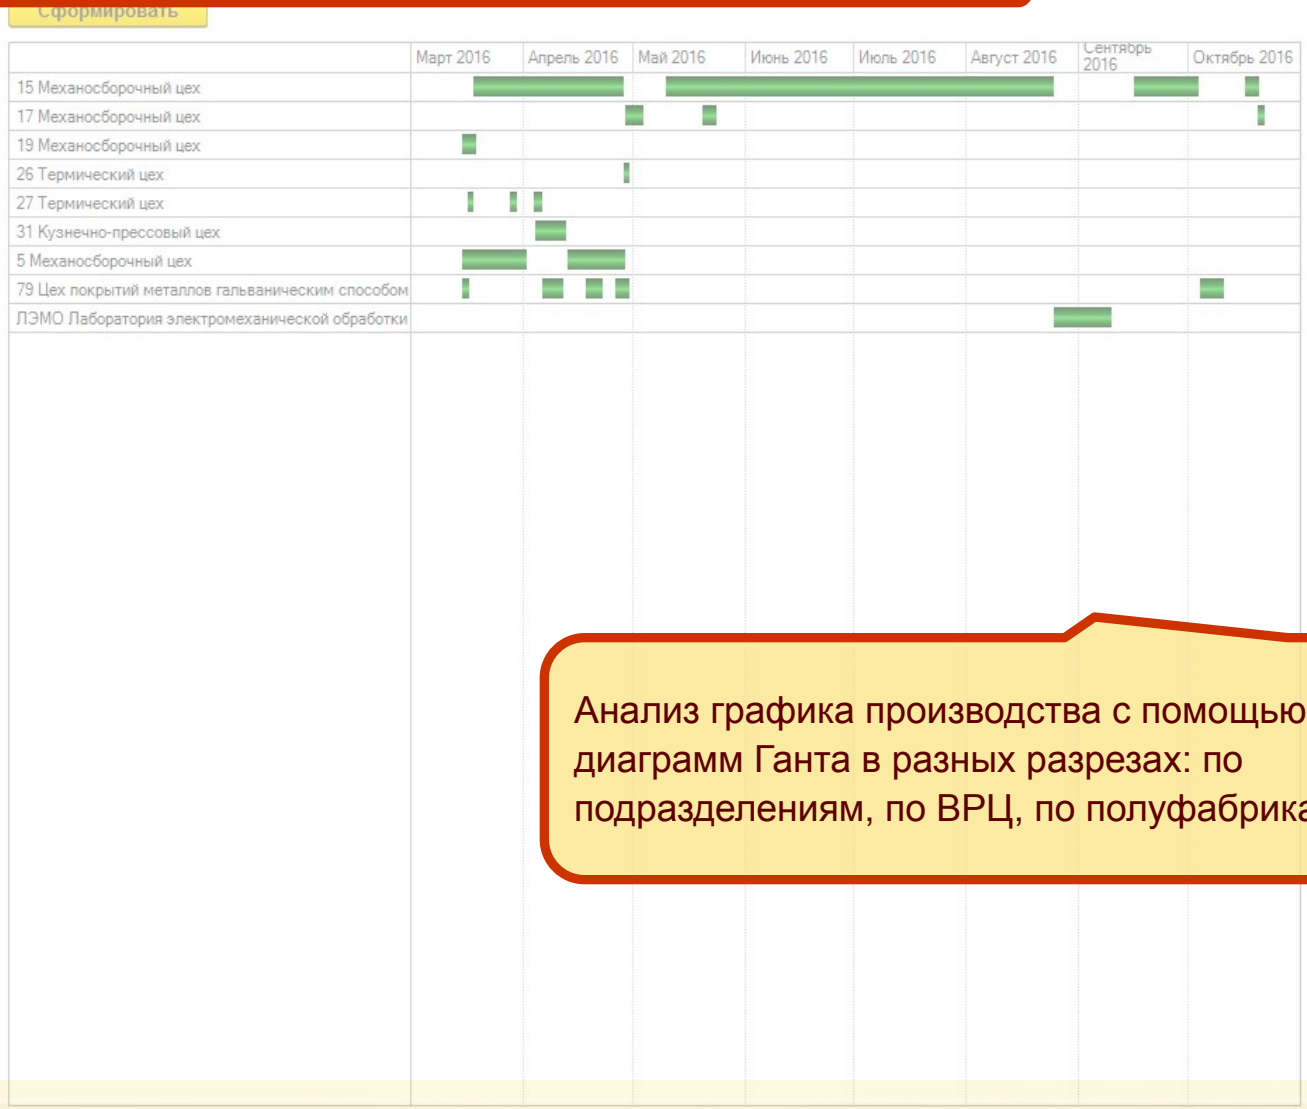 Сформировать
Март 2016 Апрель 2016 Май 2016 Июнь 2016 Июль 2016 Август 2016 Сентябрь 2016 Октябрь 2016
15 Механосборочный цех
17 Механосборочный цех
19 Механосборочный цех
26 Термический цех
27 Термический цех
31 Кузнечно-прессовый цех
5 Механосборочный цех
79 Цех покрытий металлов гальваническим способом
ЛЭМО Лаборатория электромеханической обработки
Анализ графика производства с помощью
диаграмм Ганта в разных разрезах: по
подразделениям, по ВРЦ, по